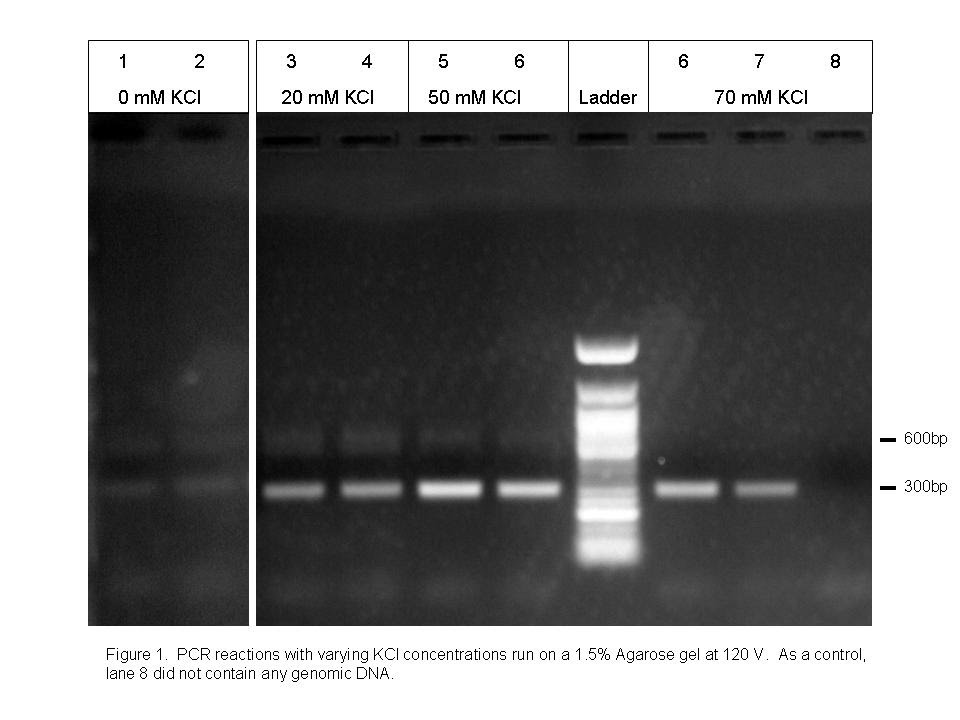 1 2 3 4 5 6 6 7 8
0 mM KCl 20 mM KCl 50 mM KCl Ladder 70 mM KCl
600bp
300bp
Figure 1. PCR reactions with varying KCl concentrations run on a 1.5% Agarose gel at 120 V. As a control,
lane 8 did not contain any genomic DNA.